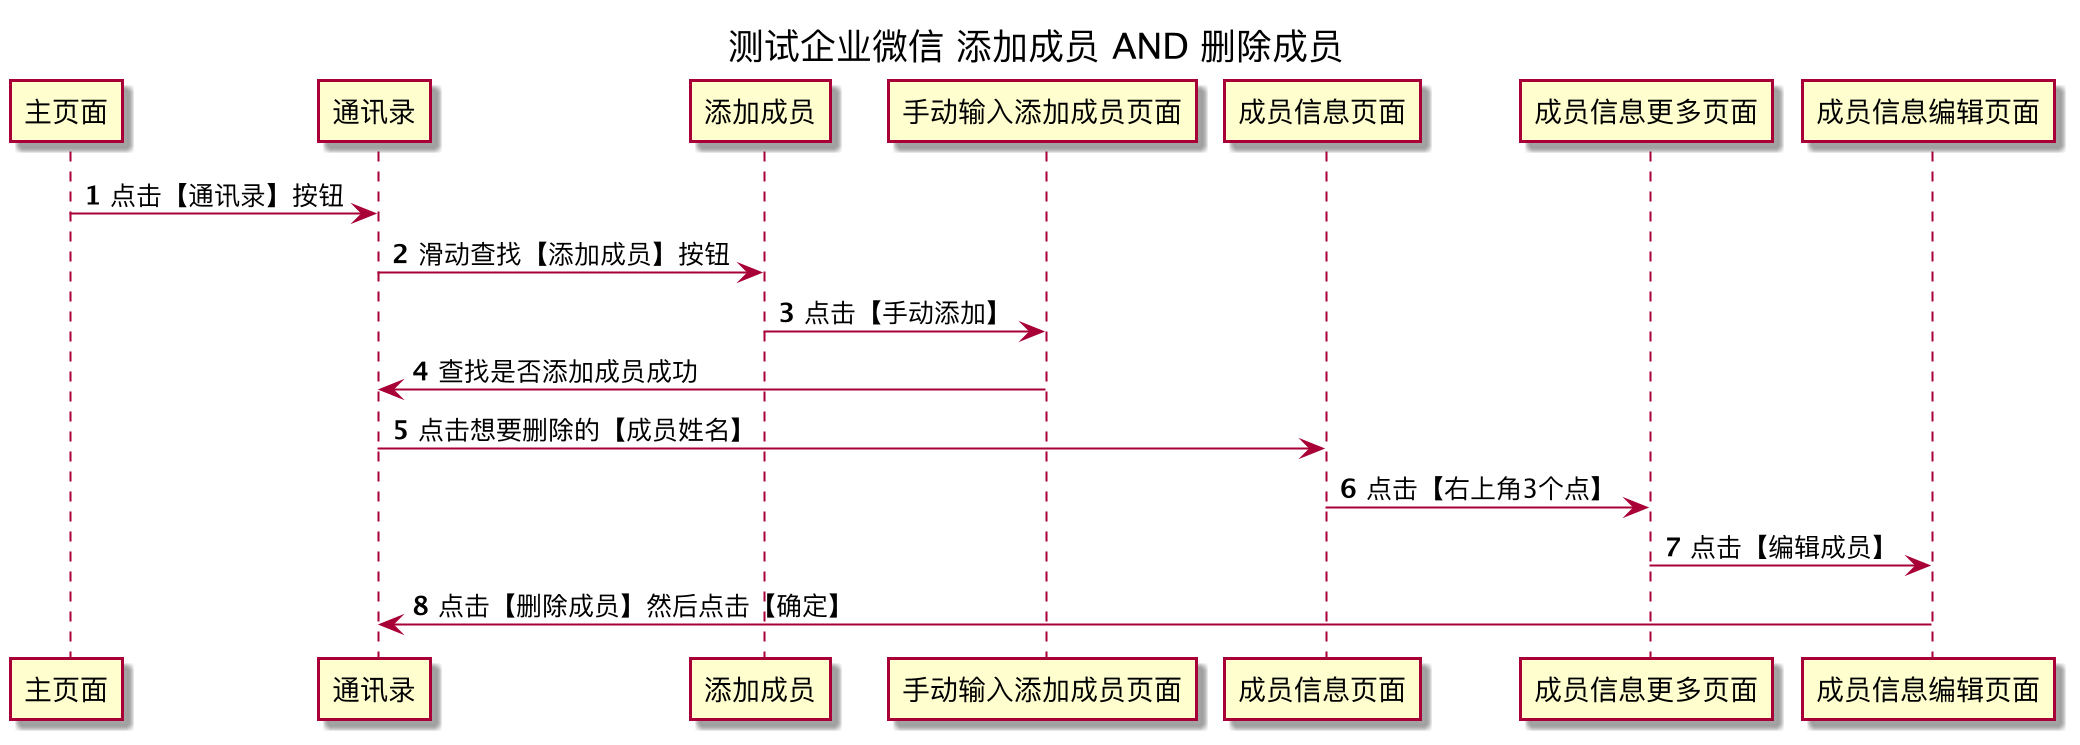 测试企业微信 添加成员 AND 删除成员
主页面
通讯录
添加成员
手动输入添加成员页面
成员信息页面
成员信息更多页面
成员信息编辑页面
1 点击【通讯录】按钮
2 滑动查找【添加成员】按钮
3 点击【手动添加】
4 查找是否添加成员成功
5 点击想要删除的【成员姓名】
6 点击【右上角3个点】
7 点击【编辑成员】
8 点击【删除成员】然后点击【确定】
主页面
通讯录
添加成员
手动输入添加成员页面
成员信息页面
成员信息更多页面
成员信息编辑页面